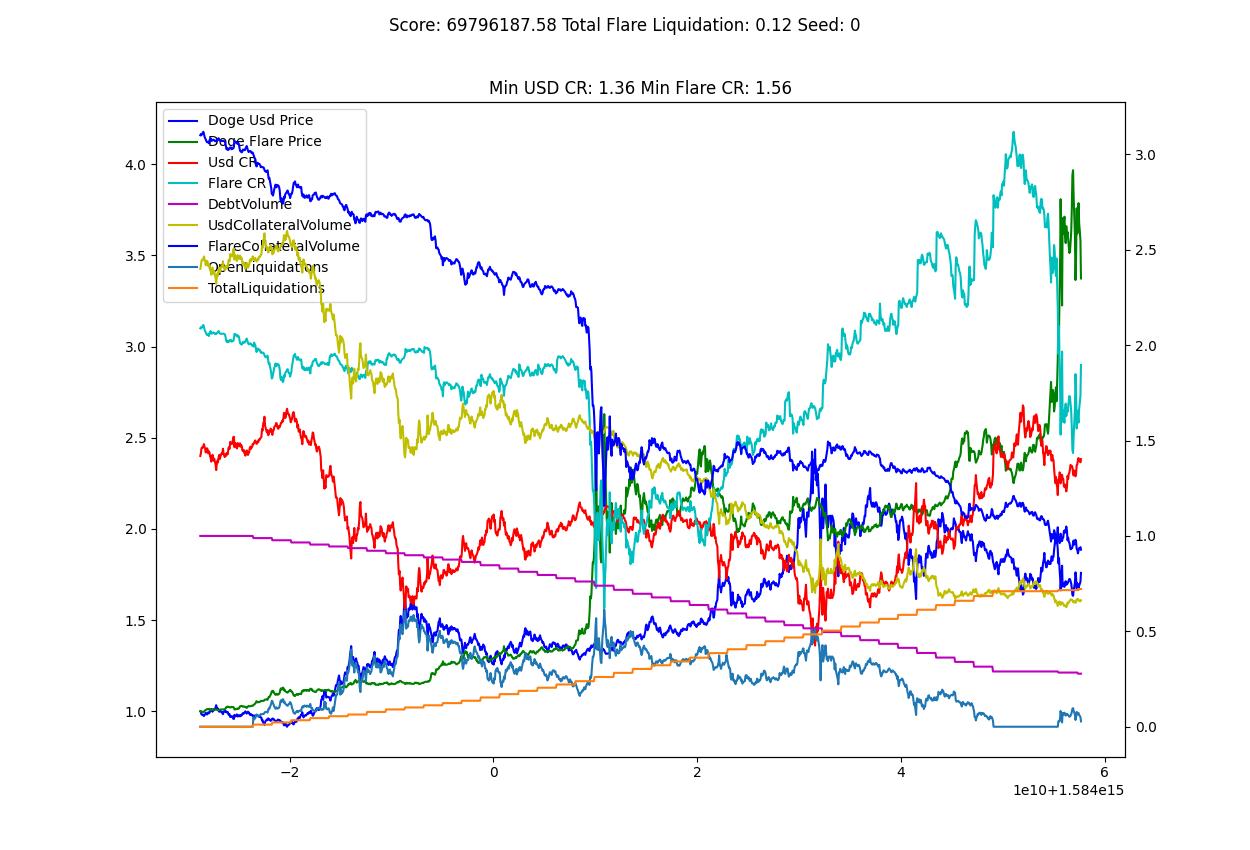 Score: 69796187.58 Total Flare Liquidation: 0.12 Seed: 0
Min USD CR: 1.36 Min Flare CR: 1.56
Doge Usd Price
Doge Flare Price
Usd CR
Flare CR
DebtVolume
UsdCollateralVolume
FlareCollateralVolume
OpenLiquidations
TotalLiquidations
4.0
3.5
3.0
2.5
2.0
1.5
1.0
3.0
2.5
2.0
1.5
1.0
0.5
0.0
−2
0
2
4
6
1e10+1.584e15